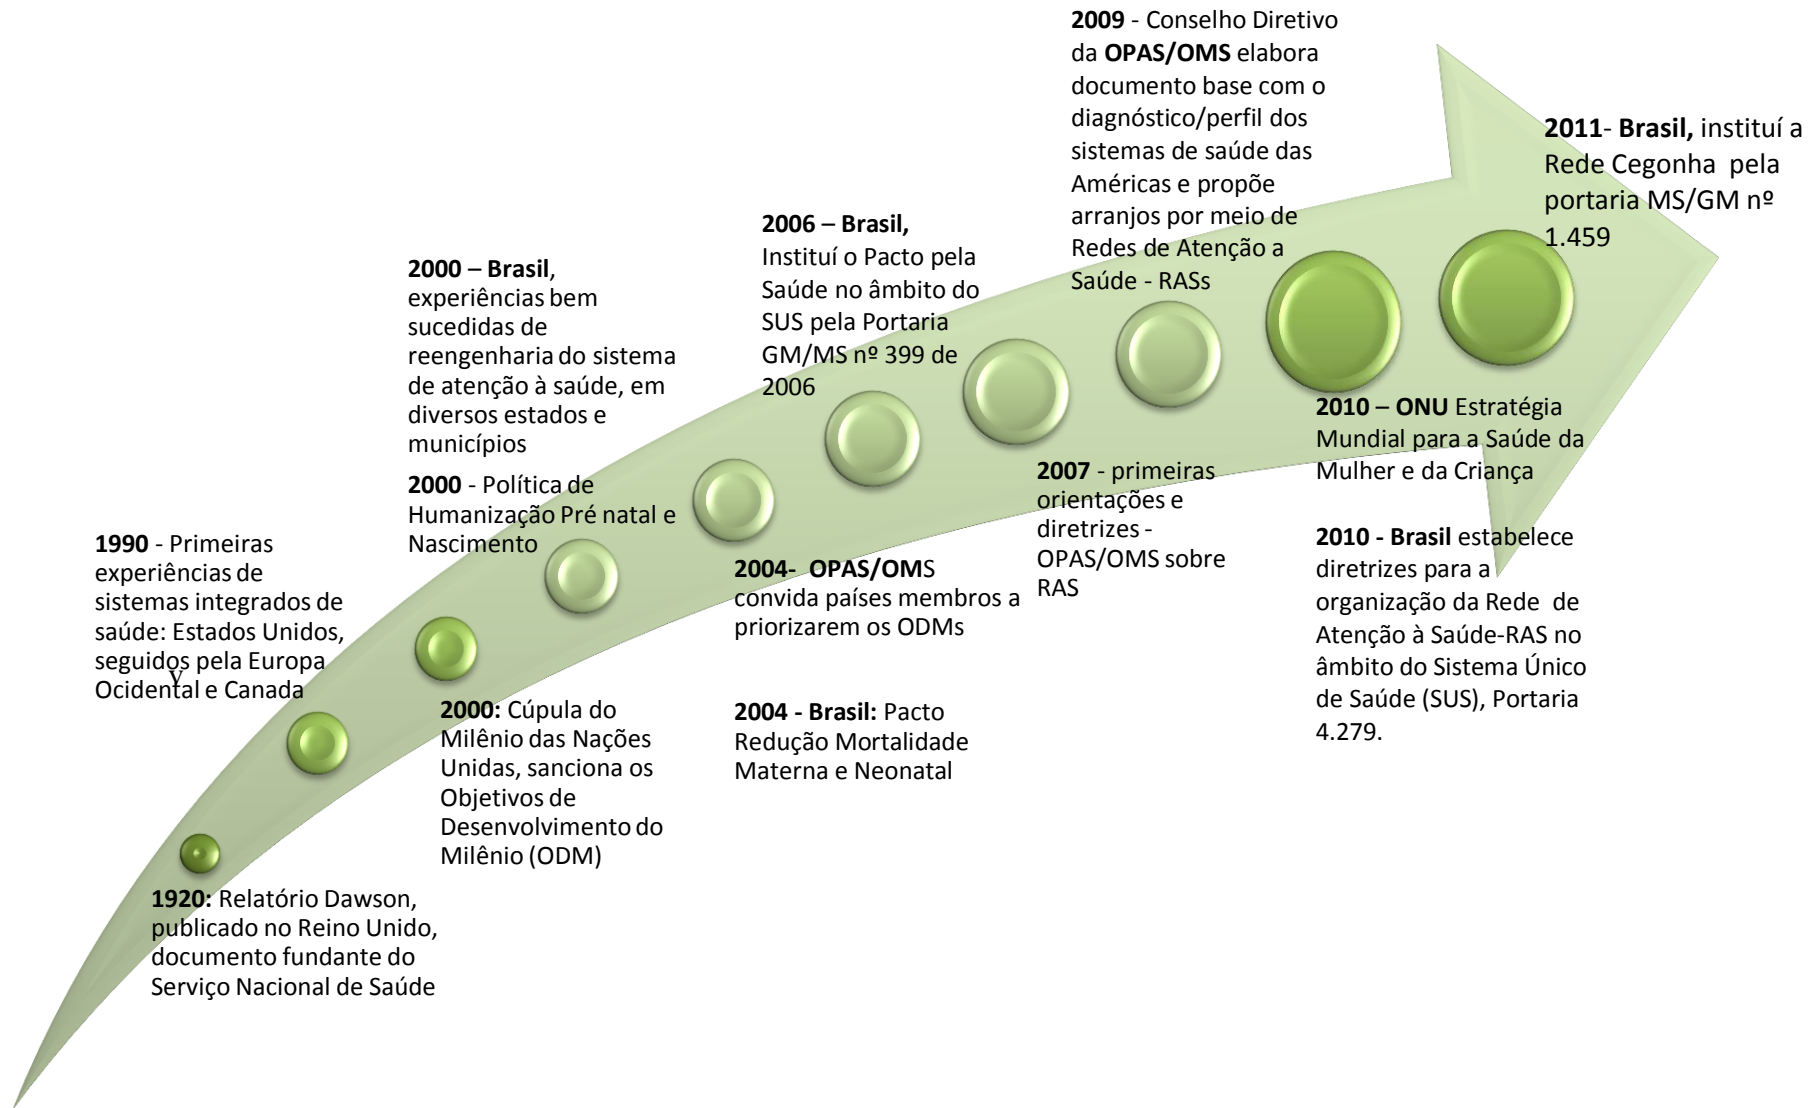 1920: Relatório Dawson,
publicado no Reino Unido,
documento fundante do
Serviço Nacional de Saúde
1990 - Primeiras
experiências de
sistemas integrados de
saúde: Estados Unidos,
seguidos pela Europa
v
Ocidental e Canada
2000: Cúpula do
Milênio das Nações
Unidas, sanciona os
Objetivos de
Desenvolvimento do
Milênio (ODM)
2000 – Brasil,
experiências bem
sucedidas de
reengenharia do sistema
de atenção à saúde, em
diversos estados e
municípios
2000 - Política de
Humanização Pré natal e
Nascimento
2004- OPAS/OMS
convida países membros a
priorizarem os ODMs
2004 - Brasil: Pacto
Redução Mortalidade
Materna e Neonatal
2006 – Brasil,
Instituí o Pacto pela
Saúde no âmbito do
SUS pela Portaria
GM/MS nº 399 de
2006
2007 - primeiras
orientações e
diretrizes -
OPAS/OMS sobre
RAS
2009 - Conselho Diretivo
da OPAS/OMS elabora
documento base com o
diagnóstico/perfil dos
sistemas de saúde das
Américas e propõe
arranjos por meio de
Redes de Atenção a
Saúde - RASs
2010 – ONU Estratégia
Mundial para a Saúde da
Mulher e da Criança
2010 - Brasil estabelece
diretrizes para a
organização da Rede de
Atenção à Saúde-RAS no
âmbito do Sistema Único
de Saúde (SUS), Portaria
4.279.
2011- Brasil, instituí a
Rede Cegonha pela
portaria MS/GM nº
1.459